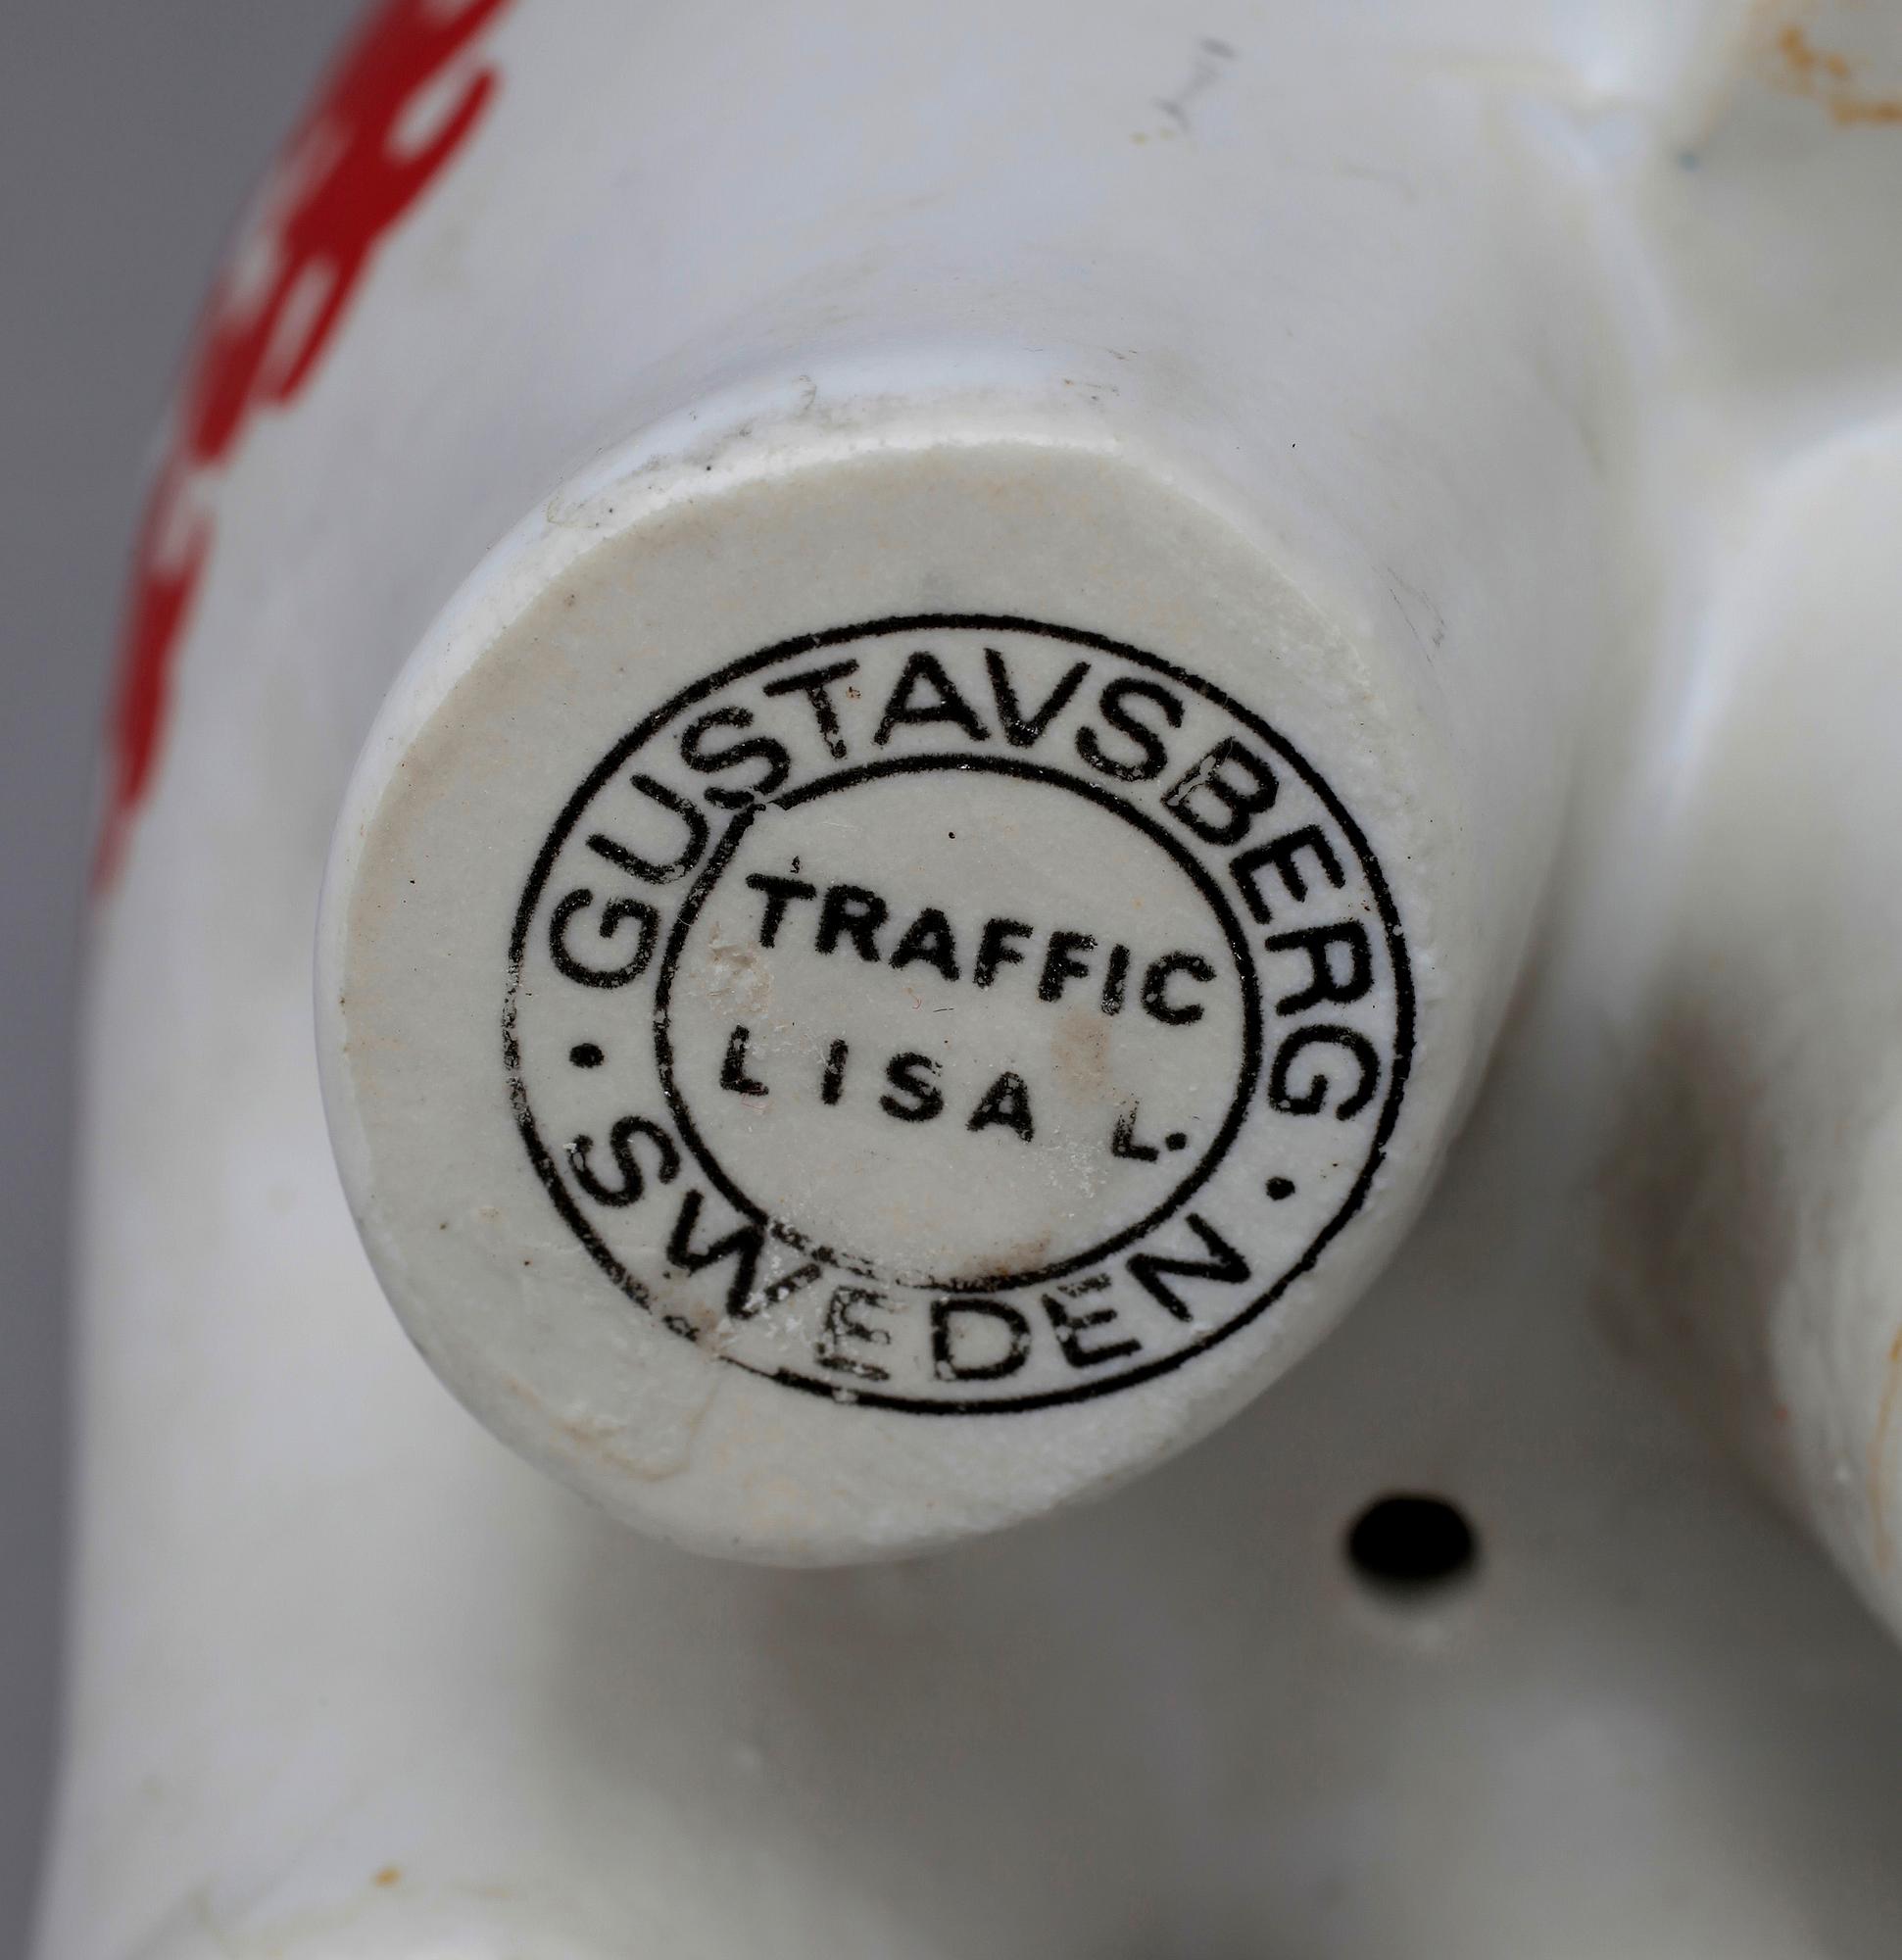 GUSTAVSBERG
TRAFFIC
LISA L.
· SWEDEN ·